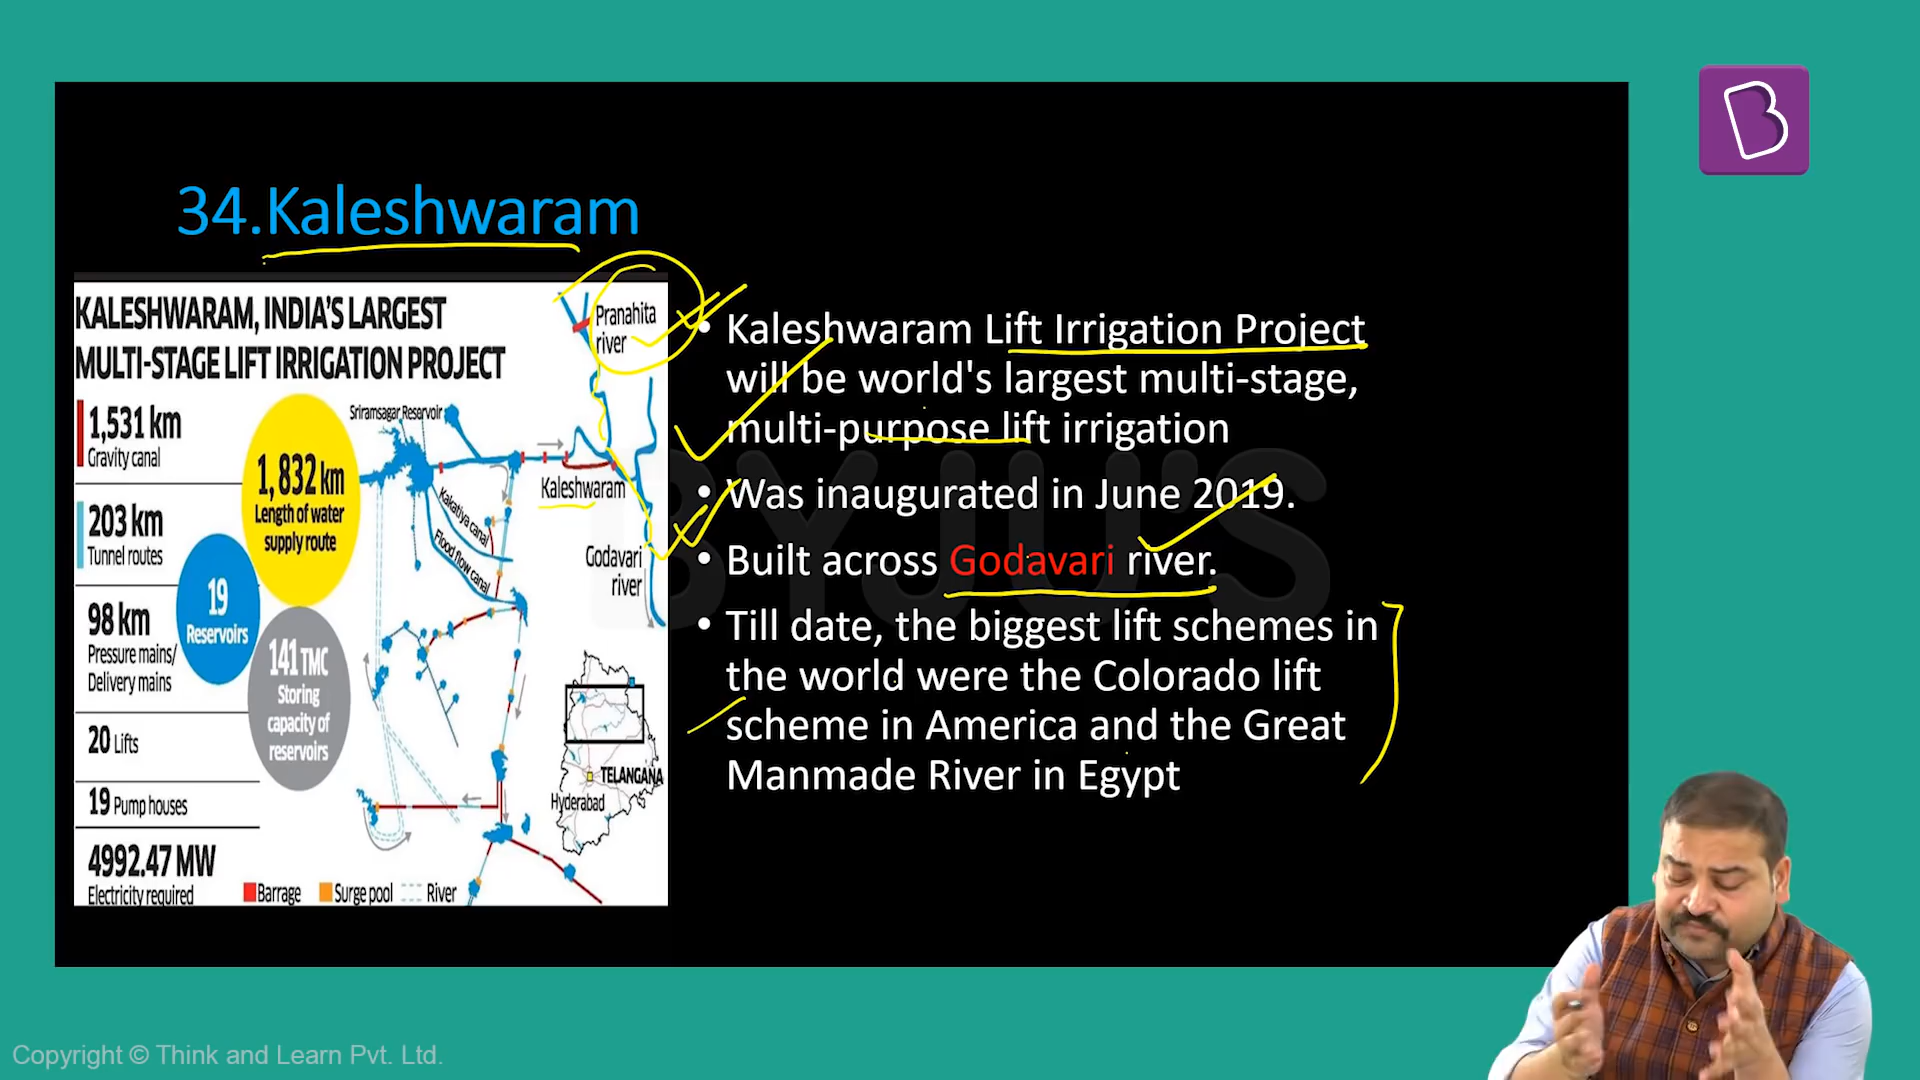 34.Kaleshwaram
KALESHWARAM, INDIA'S LARGEST
MULTI-STAGE LIFT IRRIGATION PROJECT
1,531 km
Gravity canal
203 km
Tunnel routes
98 km
Pressure mains/
Delivery mains
20 Lifts
19 Pump houses
4992.47 MW
Electricity required
1,832 km
Length of water
supply route
19
Reservoirs
141 TMC
Storing
capacity of
reservoirs
Pranahita
river
Sriramsagar Reservoir
Kaleshwaram
Kakatiya canal
Flood flow canal
Godavari
river
TELANGANA
Hyderabad
Barrage
Surge pool
River
• Kaleshwaram Lift Irrigation Project
will be world's largest multi-stage,
multi-purpose lift irrigation
• Was inaugurated in June 2019.
• Built across Godavari river.
• Till date, the biggest lift schemes in
the world were the Colorado lift
scheme in America and the Great
Manmade River in Egypt
BYJU'S
B
Copyright © Think and Learn Pvt. Ltd.